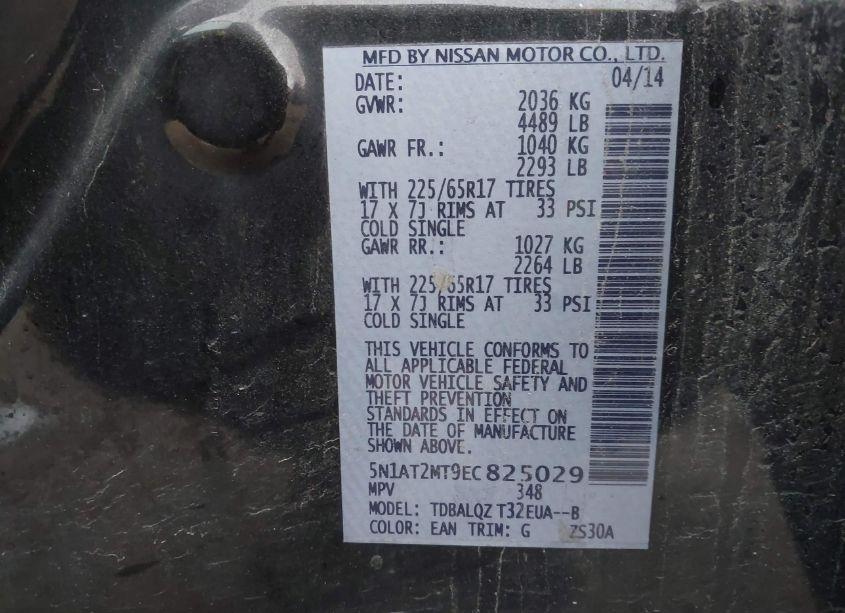 MFD BY NISSAN MOTOR CO., LTD.
DATE: 04/14
GVWR: 2036 KG
4489 LB
GAWR FR.: 1040 KG
2293 LB
WITH 225/65R17 TIRES
17 X 7J RIMS AT 33 PSI
COLD SINGLE
GAWR RR.: 1027 KG
2264 LB
WITH 225/65R17 TIRES
17 X 7J RIMS AT 33 PSI
COLD SINGLE
THIS VEHICLE CONFORMS TO
ALL APPLICABLE FEDERAL
MOTOR VEHICLE SAFETY AND
THEFT PREVENTION
STANDARDS IN EFFECT ON
THE DATE OF MANUFACTURE
SHOWN ABOVE.
5N1AT2MT9EC825029
MPV 348
MODEL: TDBALQZ T32EUA--B
COLOR: EAN TRIM: G ZS30A